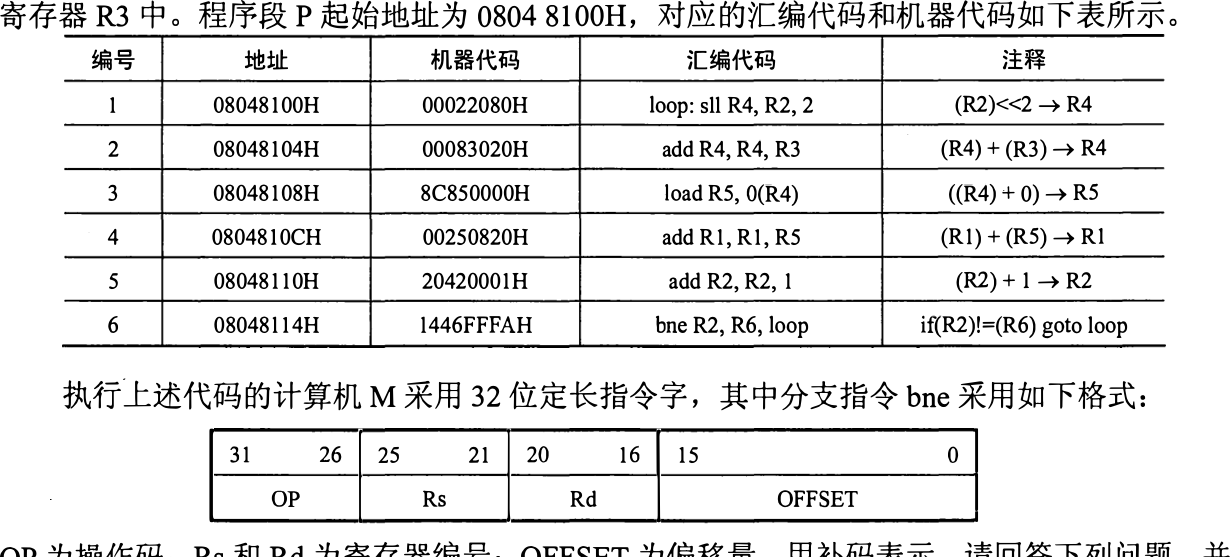 寄存器 R3 中。程序段 P 起始地址为 0804 8100H，对应的汇编代码和机器代码如下表所示。
编号 地址 机器代码 汇编代码 注释
1 08048100H 00022080H loop: sll R4, R2, 2 (R2)<<2 → R4
2 08048104H 00083020H add R4, R4, R3 (R4) + (R3) → R4
3 08048108H 8C850000H load R5, 0(R4) ((R4) + 0) → R5
4 0804810CH 00250820H add R1, R1, R5 (R1) + (R5) → R1
5 08048110H 20420001H add R2, R2, 1 (R2) + 1 → R2
6 08048114H 1446FFFAH bne R2, R6, loop if(R2)!=(R6) goto loop
执行上述代码的计算机 M 采用 32 位定长指令字，其中分支指令 bne 采用如下格式：
31 26 25 21 20 16 15 0
OP Rs Rd OFFSET
OP 为操作码，Rs 和 Rd 为寄存器编号；OFFSET 为偏移量，用补码表示。请回答下列问题，并